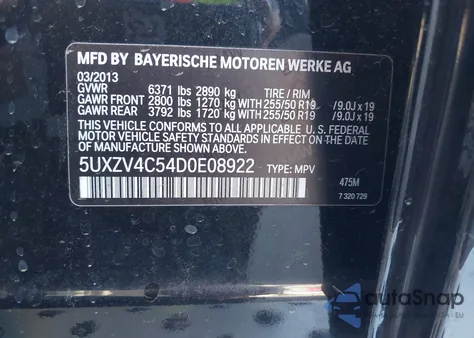 MFD BY BAYERISCHE MOTOREN WERKE AG
03/2013
GVWR 6371 lbs 2890 kg TIRE / RIM
GAWR FRONT 2800 lbs 1270 kg WITH 255/50 R19 /9.0J x 19
GAWR REAR 3792 lbs 1720 kg WITH 255/50 R19 /9.0J x 19
THIS VEHICLE CONFORMS TO ALL APPLICABLE U. S. FEDERAL
MOTOR VEHICLE SAFETY STANDARDS IN EFFECT ON THE DATE
OF MANUFACTURE SHOWN ABOVE.
5UXZV4C54D0E08922 TYPE: MPV
475M
7 320 729
autaSnap